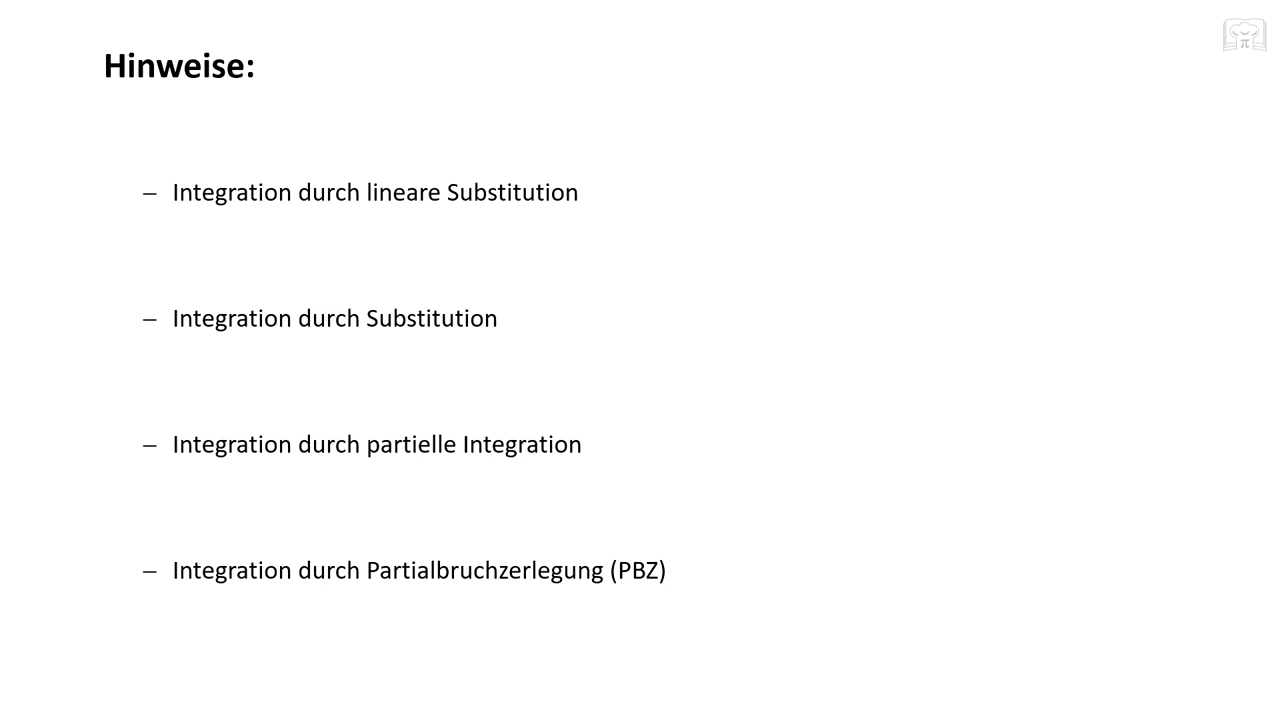 Hinweise:
– Integration durch lineare Substitution
– Integration durch Substitution
– Integration durch partielle Integration
– Integration durch Partialbruchzerlegung (PBZ)
π